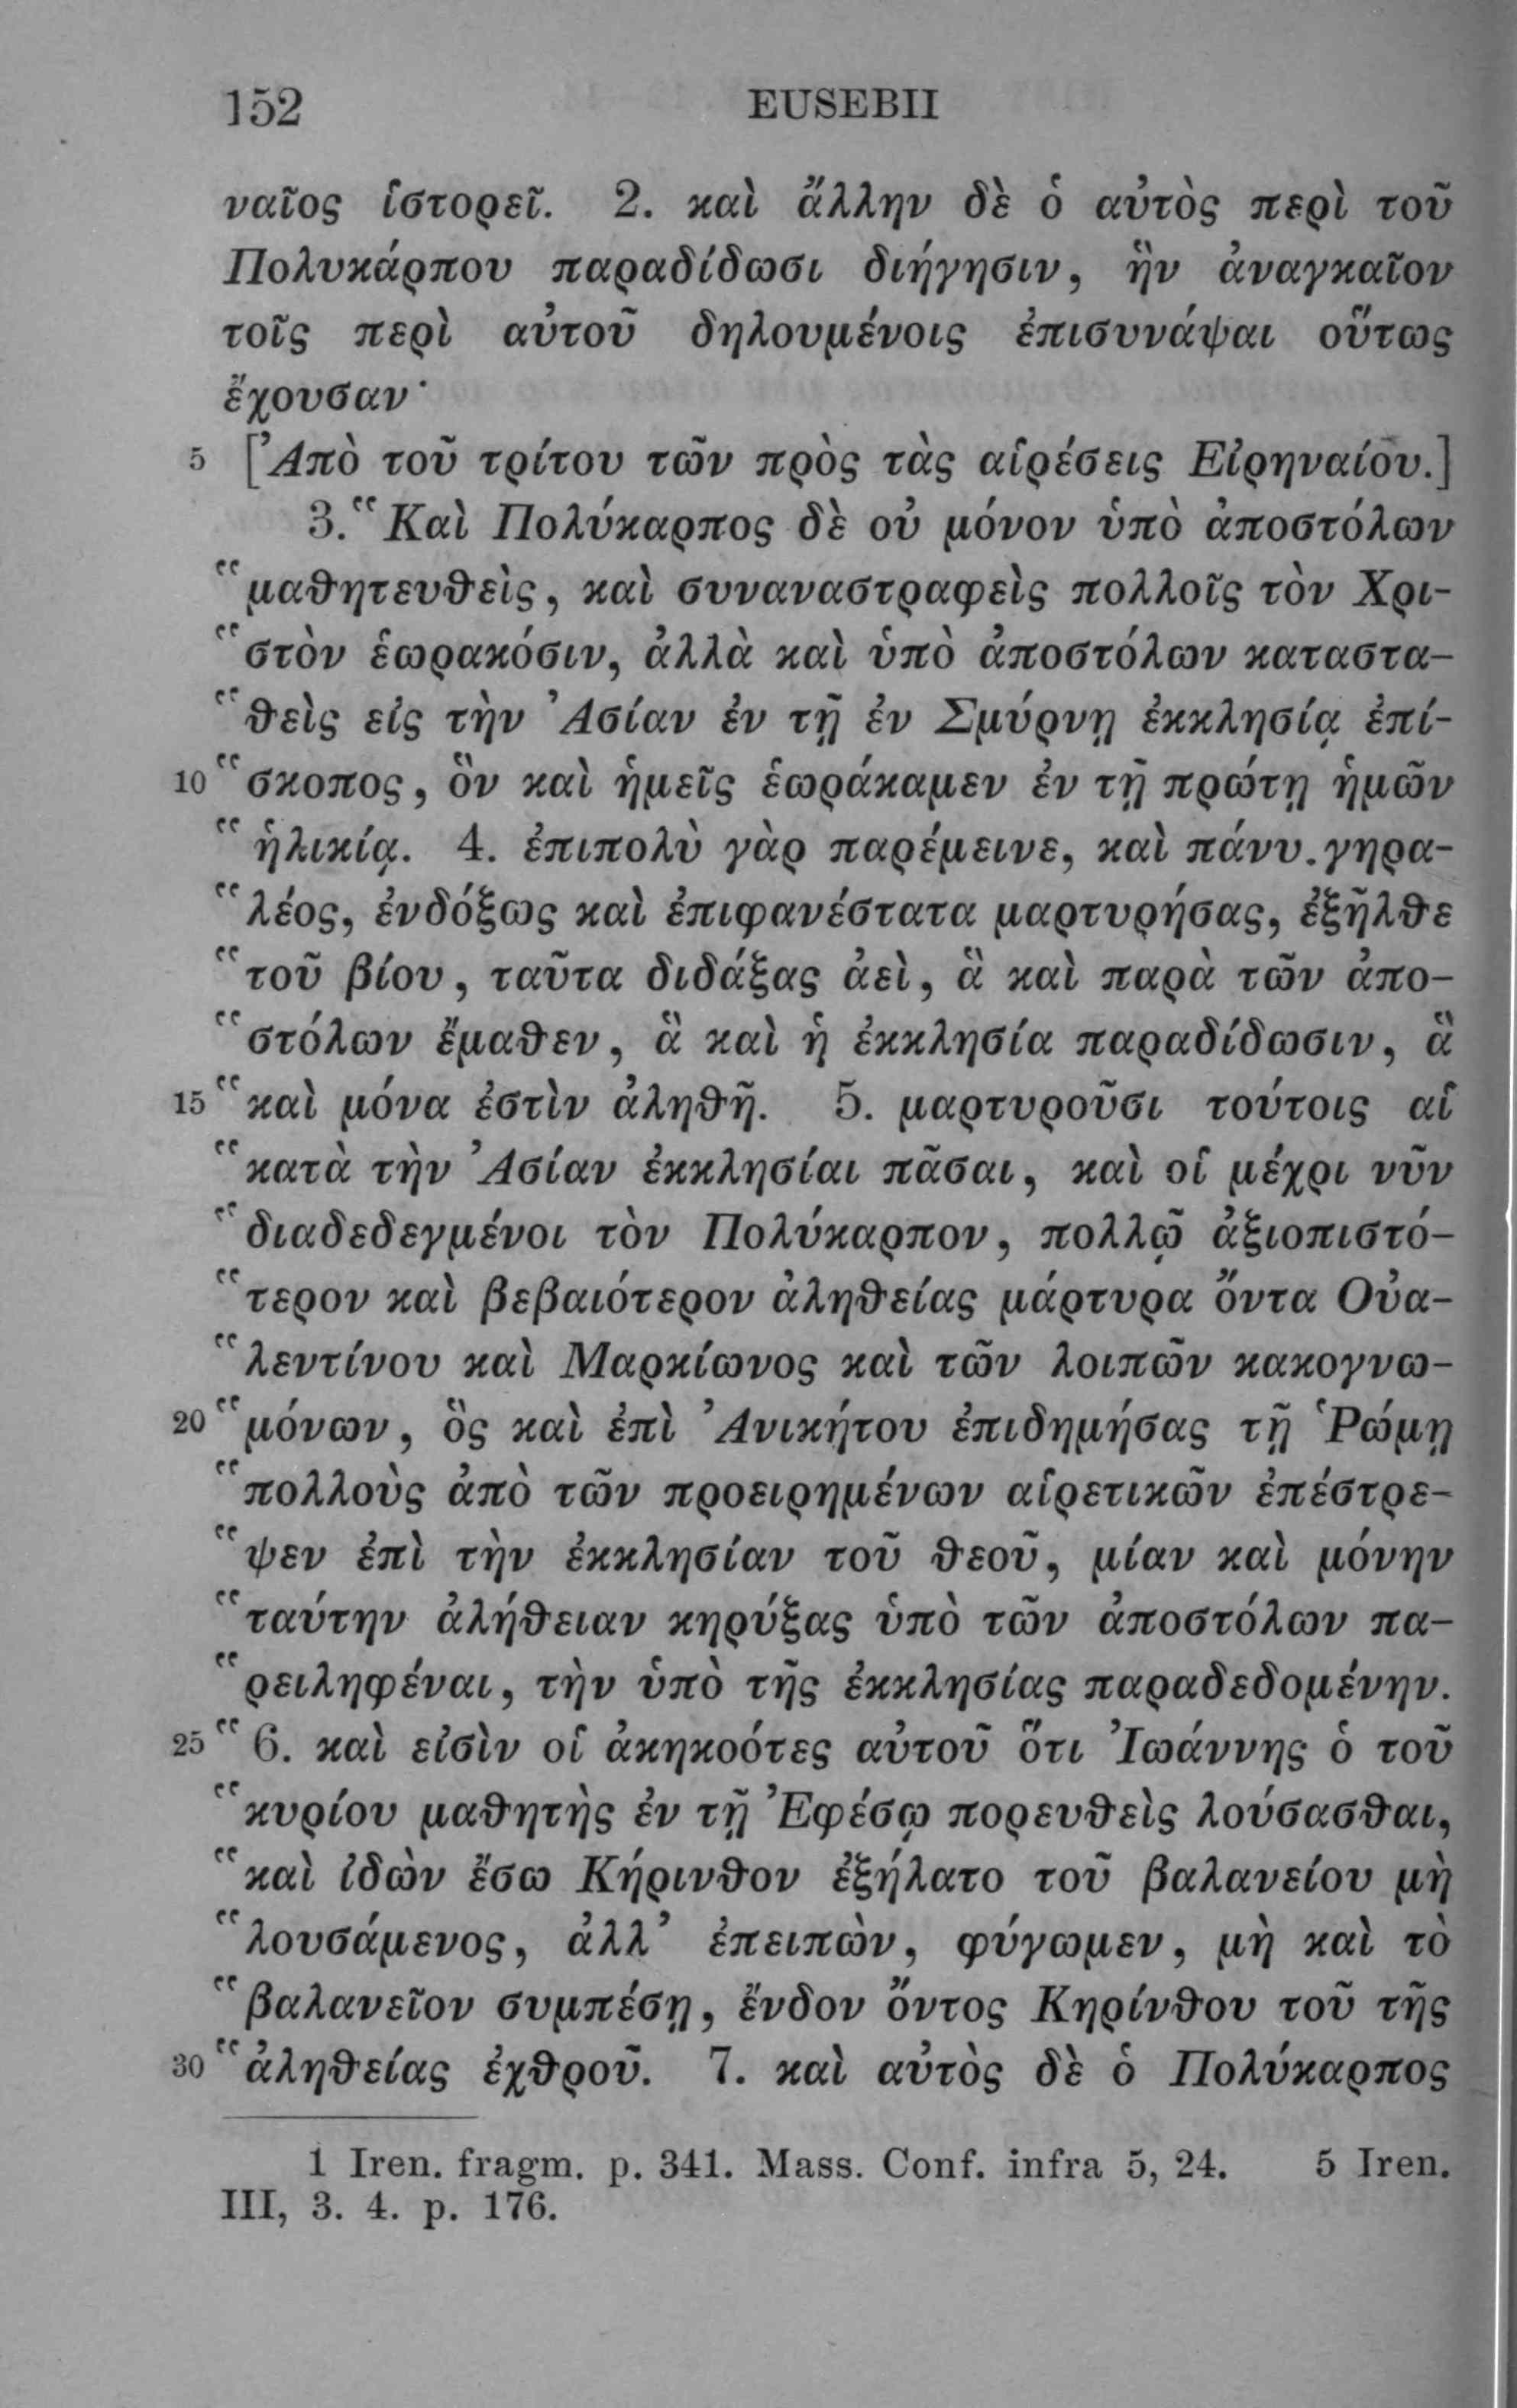 152 EUSEBII
ναῖος ἱστορεῖ. 2. καὶ ἄλλην δὲ ὁ αὐτὸς περὶ τοῦ
Πολυκάρπου παραδίδωσι διήγησιν, ἣν ἀναγκαῖον
τοῖς περὶ αὐτοῦ δηλουμένοις ἐπισυνάψαι οὕτως
ἔχουσαν·
5 [Ἀπὸ τοῦ τρίτου τῶν πρὸς τὰς αἱρέσεις Εἰρηναίου.]
3. “Καὶ Πολύκαρπος δὲ οὐ μόνον ὑπὸ ἀποστόλων
“μαθητευθεὶς, καὶ συναναστραφεὶς πολλοῖς τὸν Χρι-
“στὸν ἑωρακόσιν, ἀλλὰ καὶ ὑπὸ ἀποστόλων καταστα-
“θεὶς εἰς τὴν Ἀσίαν ἐν τῇ ἐν Σμύρνῃ ἐκκλησίᾳ ἐπί-
10 “σκοπος, ὃν καὶ ἡμεῖς ἑωράκαμεν ἐν τῇ πρώτῃ ἡμῶν
“ἡλικίᾳ. 4. ἐπιπολὺ γὰρ παρέμεινε, καὶ πάνυ γηρα-
“λέος, ἐνδόξως καὶ ἐπιφανέστατα μαρτυρήσας, ἐξῆλθε
“τοῦ βίου, ταῦτα διδάξας ἀεὶ, ἃ καὶ παρὰ τῶν ἀπο-
“στόλων ἔμαθεν, ἃ καὶ ἡ ἐκκλησία παραδίδωσιν, ἃ
15 “καὶ μόνα ἐστὶν ἀληθῆ. 5. μαρτυροῦσι τούτοις αἱ
“κατὰ τὴν Ἀσίαν ἐκκλησίαι πᾶσαι, καὶ οἱ μέχρι νῦν
“διαδεδεγμένοι τὸν Πολύκαρπον, πολλῷ ἀξιοπιστό-
“τερον καὶ βεβαιότερον ἀληθείας μάρτυρα ὄντα Οὐα-
“λεντίνου καὶ Μαρκίωνος καὶ τῶν λοιπῶν κακογνω-
20 “μόνων, ὃς καὶ ἐπὶ Ἀνικήτου ἐπιδημήσας τῇ Ῥώμῃ
“πολλοὺς ἀπὸ τῶν προειρημένων αἱρετικῶν ἐπέστρε-
“ψεν ἐπὶ τὴν ἐκκλησίαν τοῦ θεοῦ, μίαν καὶ μόνην
“ταύτην ἀλήθειαν κηρύξας ὑπὸ τῶν ἀποστόλων πα-
“ρειληφέναι, τὴν ὑπὸ τῆς ἐκκλησίας παραδεδομένην.
25 “6. καὶ εἰσὶν οἱ ἀκηκοότες αὐτοῦ ὅτι Ἰωάννης ὁ τοῦ
“κυρίου μαθητὴς ἐν τῇ Ἐφέσῳ πορευθεὶς λούσασθαι,
“καὶ ἰδὼν ἔσω Κήρινθον ἐξήλατο τοῦ βαλανείου μὴ
“λουσάμενος, ἀλλ’ ἐπειπὼν, φύγωμεν, μὴ καὶ τὸ
“βαλανεῖον συμπέσῃ, ἔνδον ὄντος Κηρίνθου τοῦ τῆς
30 “ἀληθείας ἐχθροῦ. 7. καὶ αὐτὸς δὲ ὁ Πολύκαρπος
1 Iren. fragm. p. 341. Mass. Conf. infra 5, 24. 5 Iren.
III, 3. 4. p. 176.